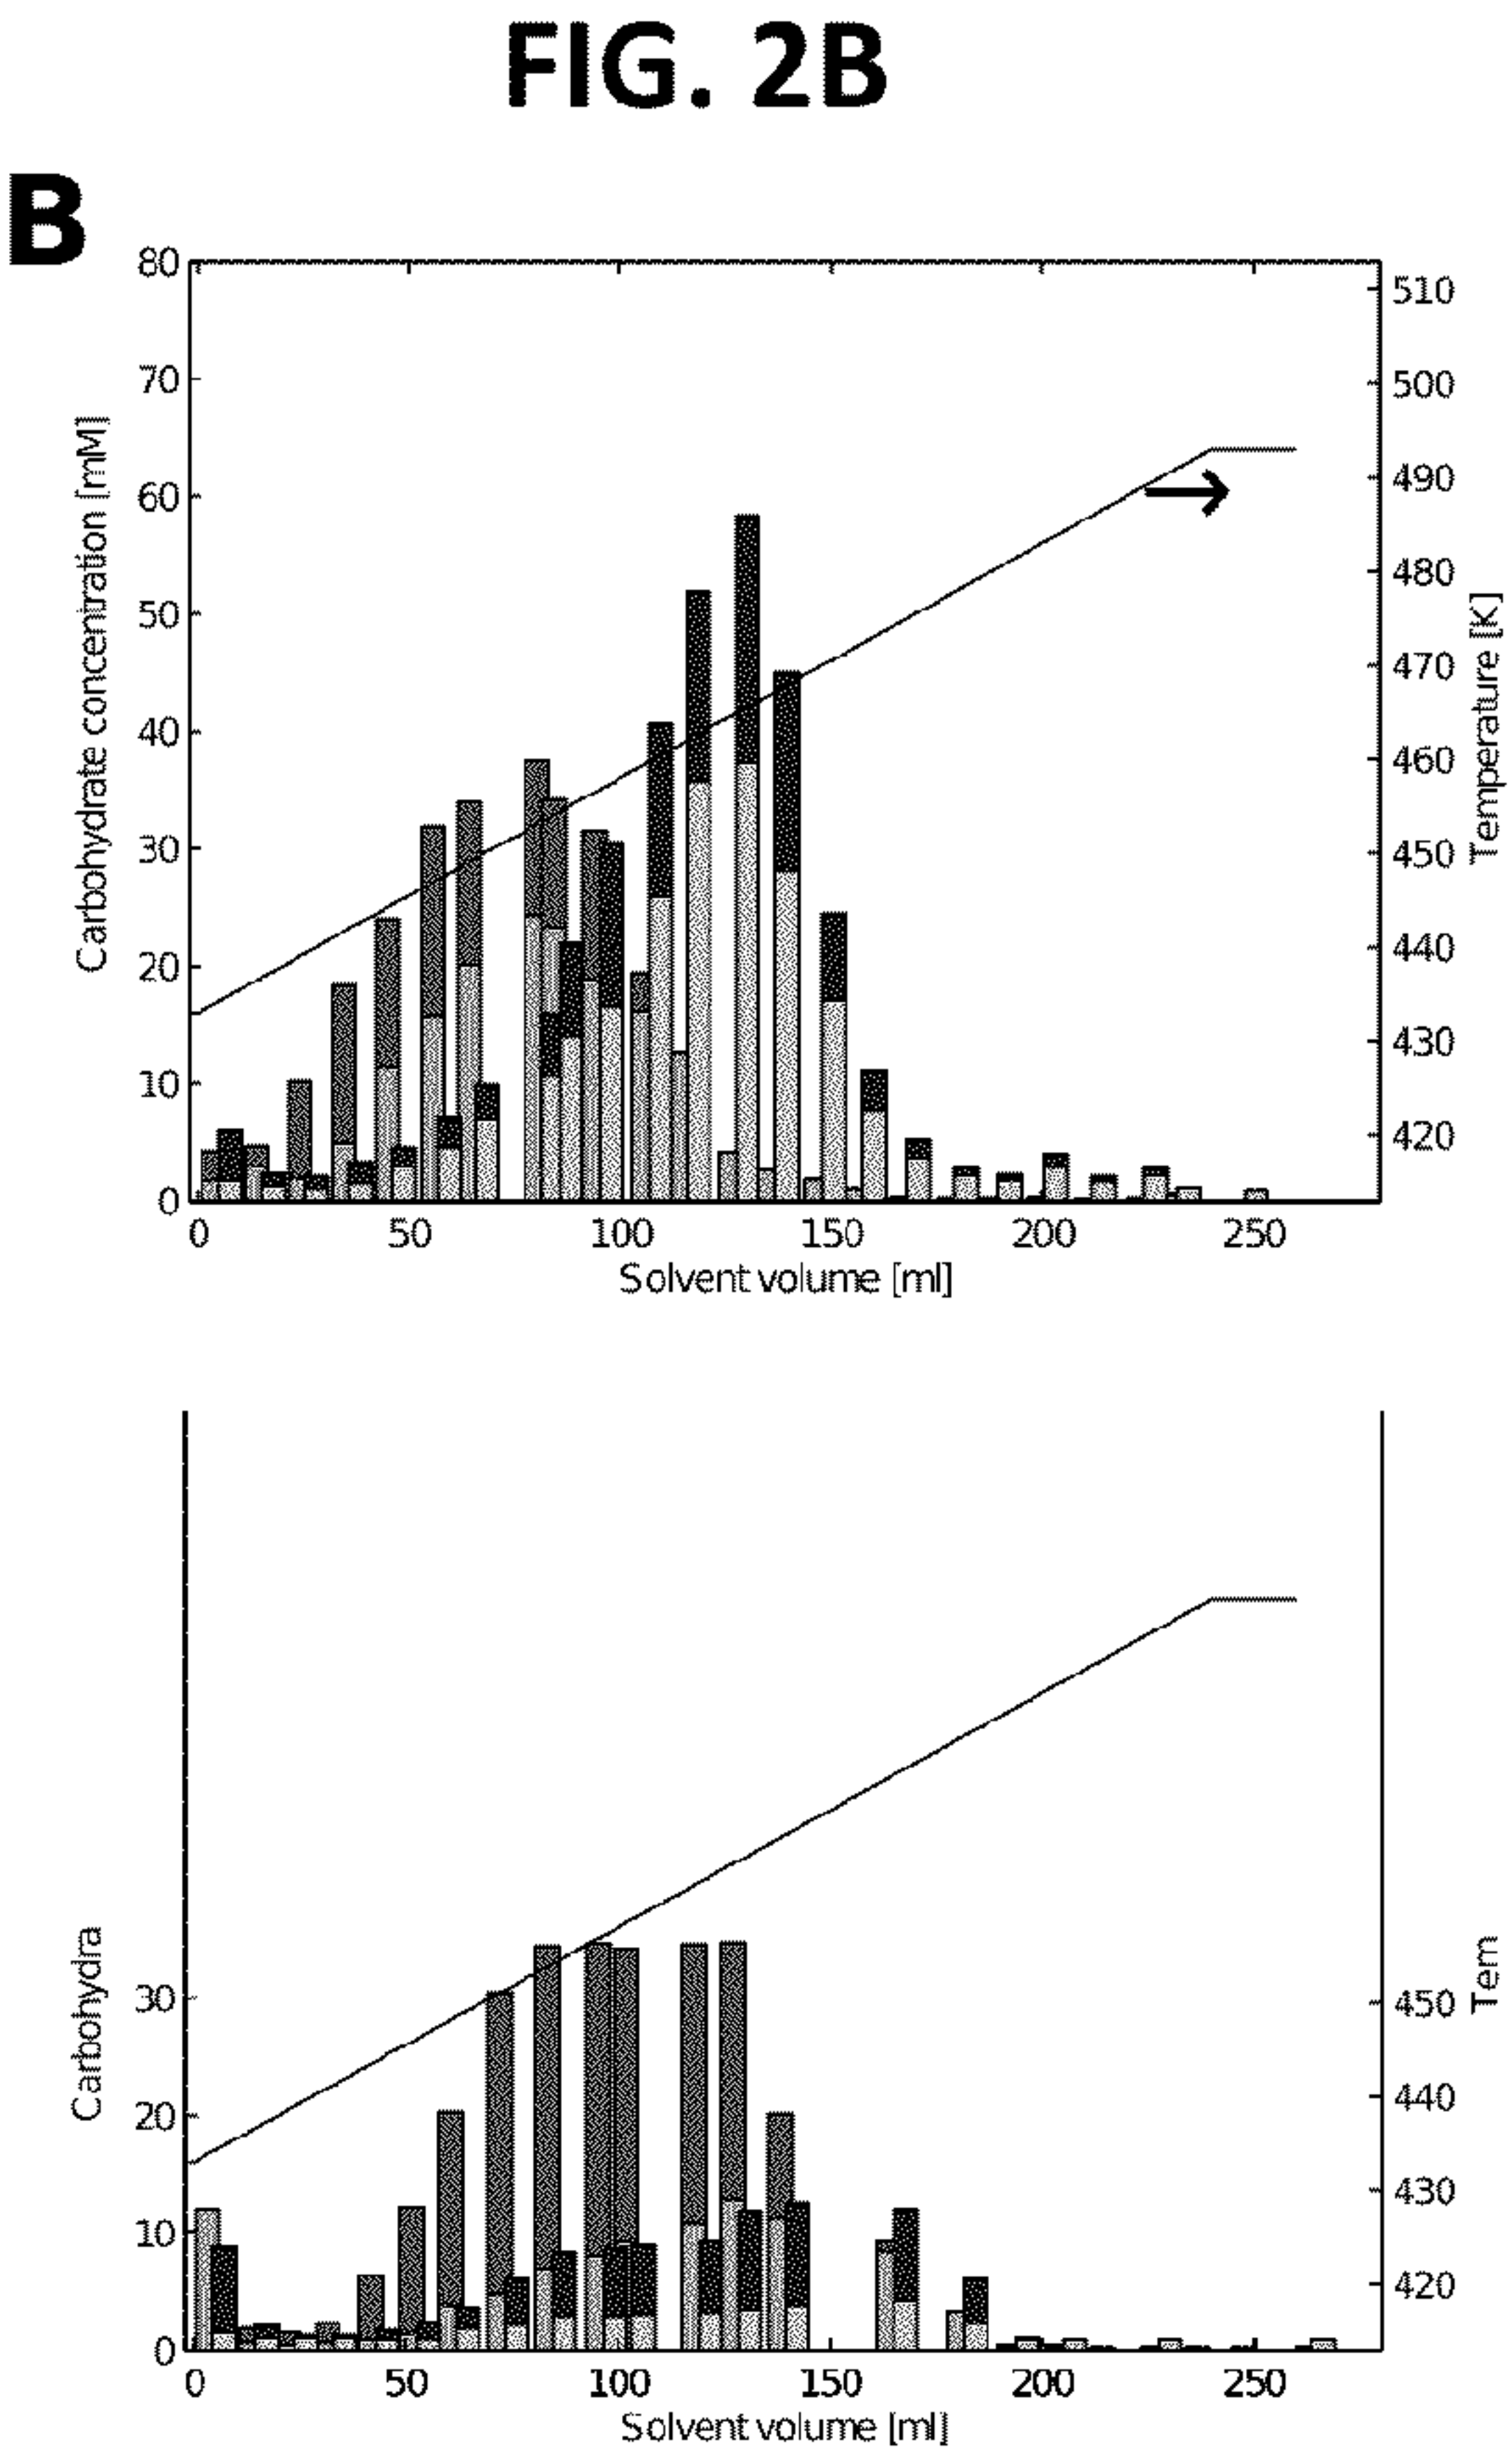 FIG. 2B
B
80
70
60
50
40
30
20
10
0
Carbohydrate concentration [mM]
510
500
490
480
470
460
450
440
430
420
Temperature [K]
0 50 100 150 200 250
Solvent volume [ml]
30
20
10
0
Carbohydra
450
440
430
420
Tem
0 50 100 150 200 250
Solvent volume [ml]